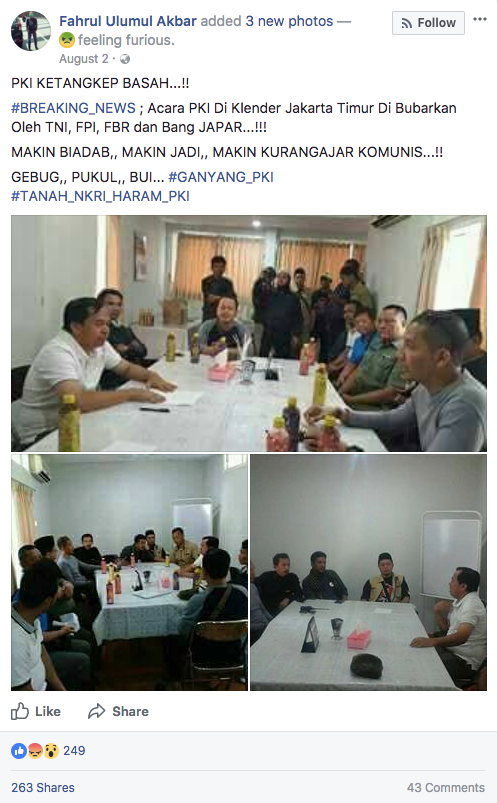 Fahrul Ulumul Akbar added 3 new photos —
feeling furious.
August 2 ·
Follow
PKI KETANGKEP BASAH...!!
#BREAKING_NEWS ; Acara PKI Di Klender Jakarta Timur Di Bubarkan
Oleh TNI, FPI, FBR dan Bang JAPAR...!!!
MAKIN BIADAB,, MAKIN JADI,, MAKIN KURANGAJAR KOMUNIS...!!
GEBUG,, PUKUL,, BUI... #GANYANG_PKI
#TANAH_NKRI_HARAM_PKI
Like Share
249
263 Shares 43 Comments